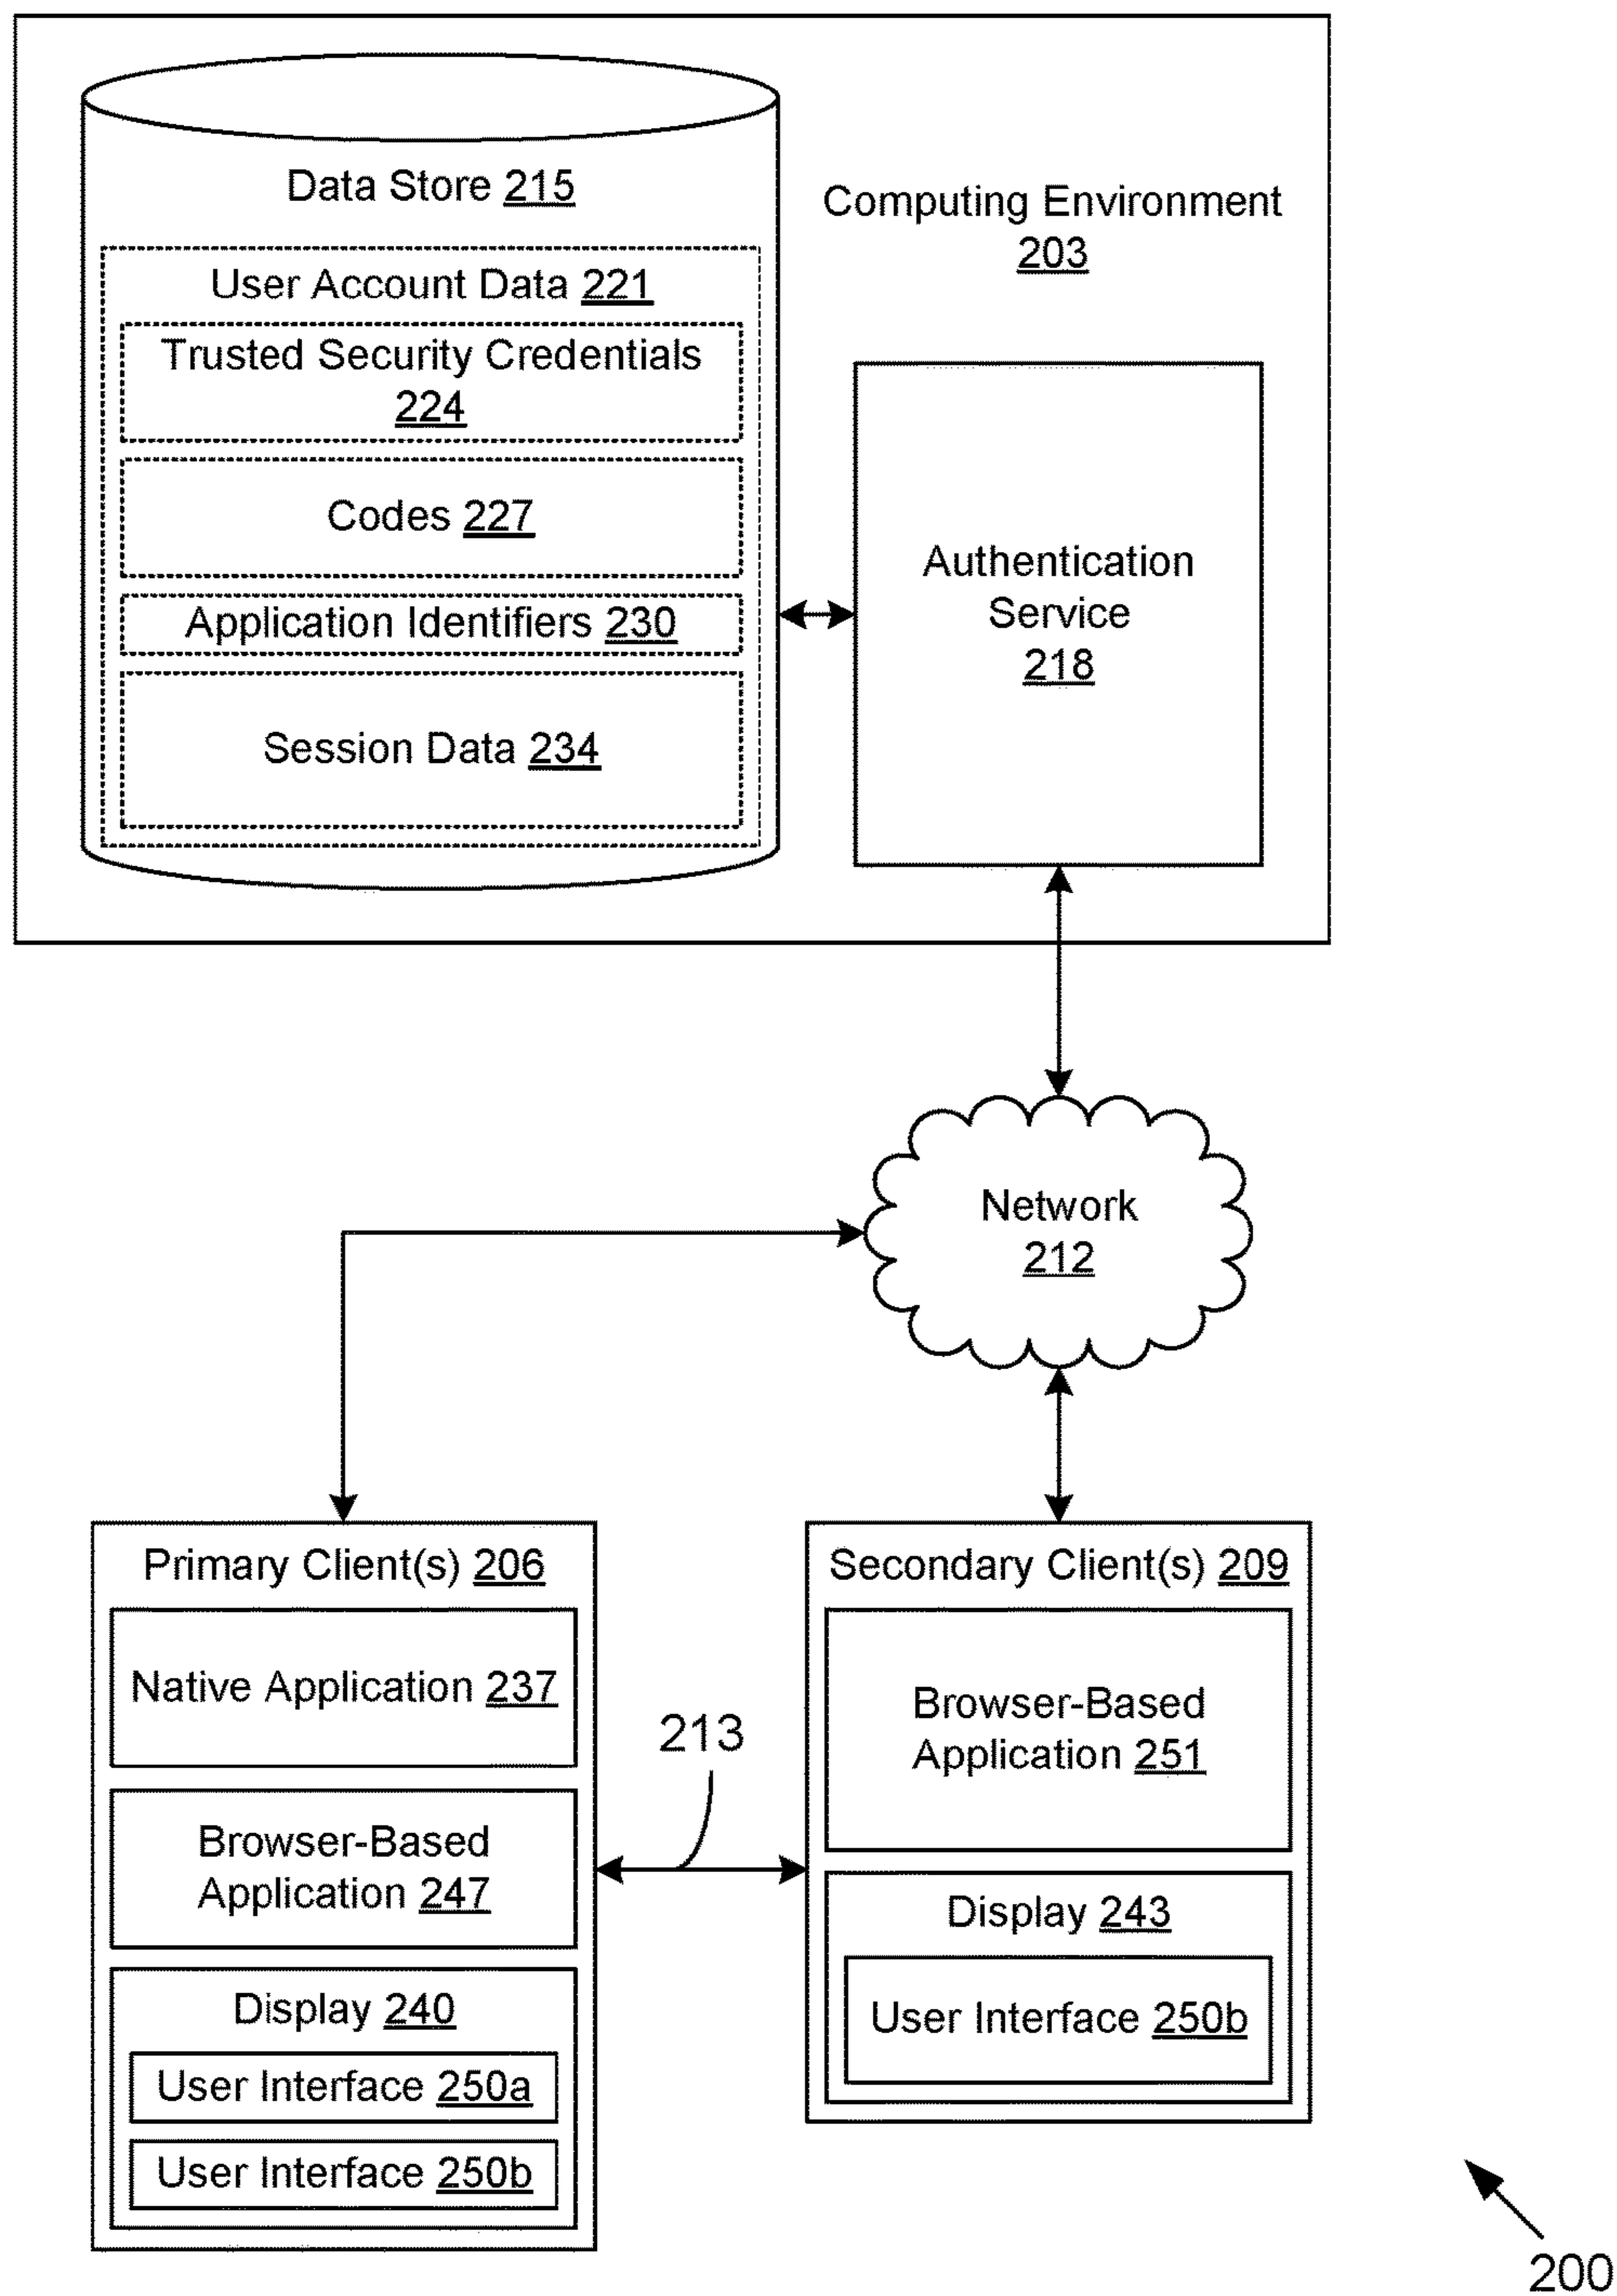 Data Store 215
Computing Environment
203
User Account Data 221
Trusted Security Credentials
224
Codes 227
Application Identifiers 230
Session Data 234
Authentication
Service
218
Network
212
Primary Client(s) 206
Native Application 237
Browser-Based
Application 247
Display 240
User Interface 250a
User Interface 250b
213
Secondary Client(s) 209
Browser-Based
Application 251
Display 243
User Interface 250b
200